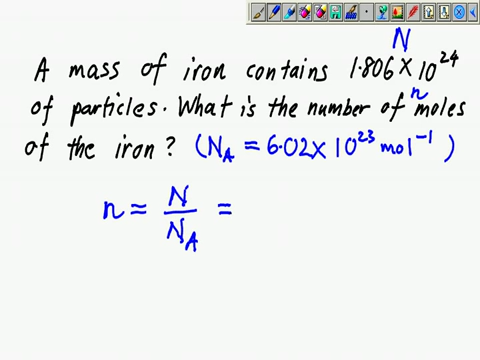 N
A mass of iron contains 1.806 × 10²⁴
n
of particles. What is the number of moles
of the iron? (N_A = 6.02 × 10²³ mol⁻¹)
n = N/N_A =